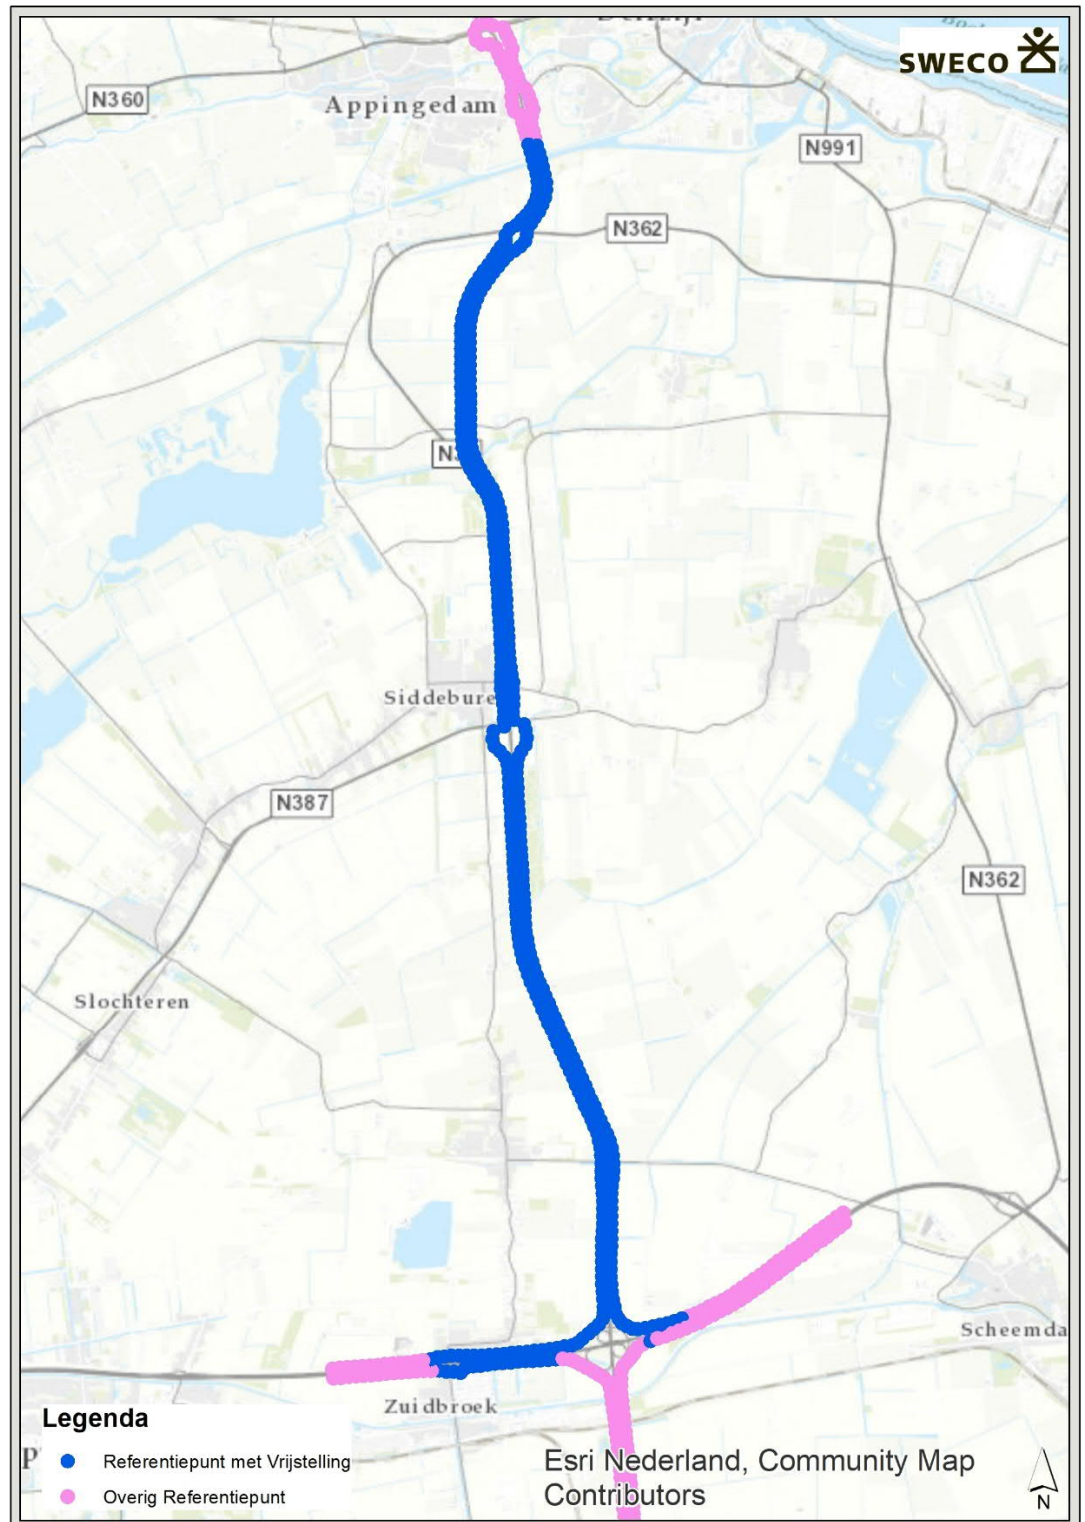 SWECO
N360
Appingedam
N991
N362
Siddebure
N387
N362
Slochteren
Scheemda
Zuidbroek
Legenda
Referentiepunt met Vrijstelling
Overig Referentiepunt
Esri Nederland, Community Map
Contributors
N